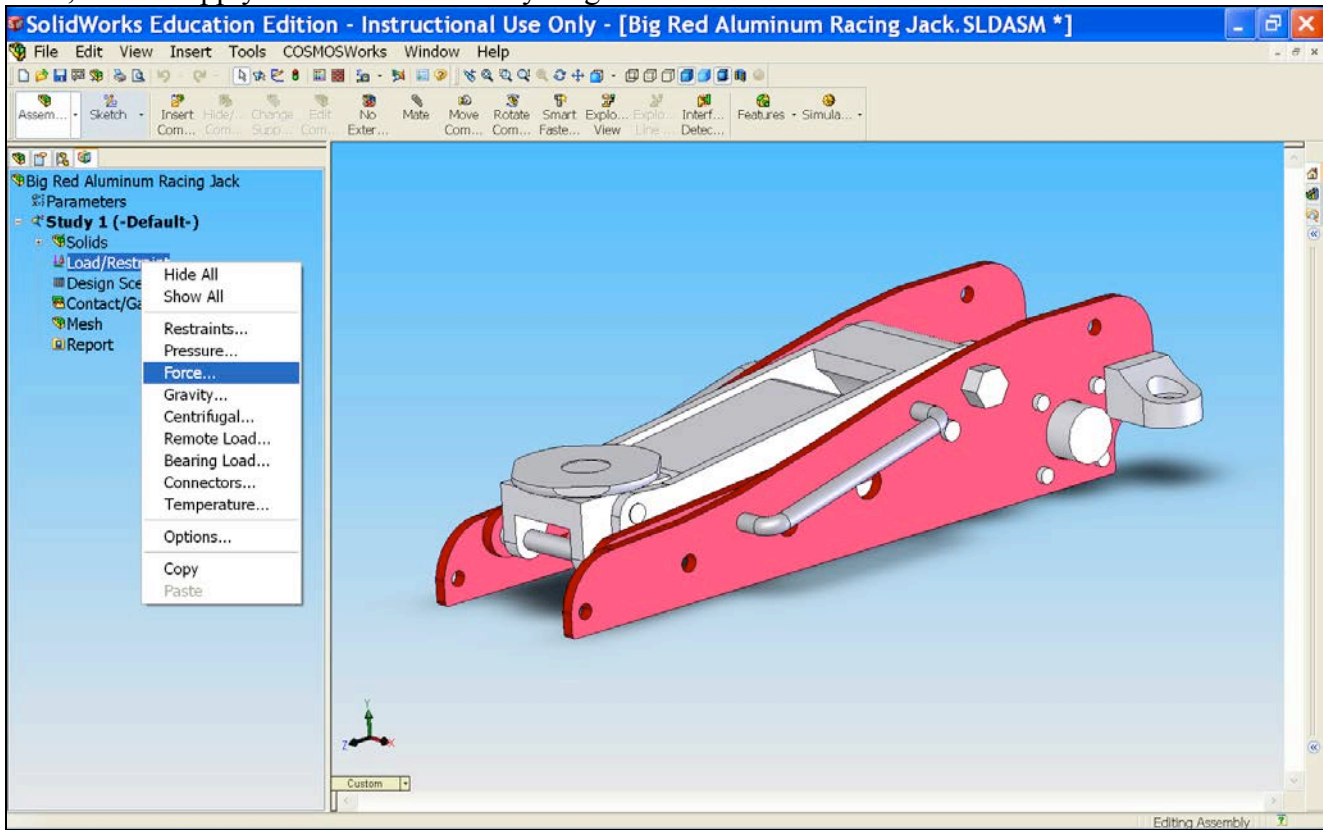 SolidWorks Education Edition - Instructional Use Only - [Big Red Aluminum Racing Jack.SLDASM *]
File Edit View Insert Tools COSMOSWorks Window Help
Assem... Sketch Insert Hide/ Change Edit No Mate Move Rotate Smart Explo... Explo... Interf... Features Simula...
Com... Com... Supp... Com... Exter... Com... Com... Faste... View Line ... Detec...
Big Red Aluminum Racing Jack
Parameters
Study 1 (-Default-)
Solids
Load/Restraint
Design Sce
Contact/Ga
Mesh
Report
Hide All
Show All
Restraints...
Pressure...
Force...
Gravity...
Centrifugal...
Remote Load...
Bearing Load...
Connectors...
Temperature...
Options...
Copy
Paste
Y
Z X
Custom
Editing Assembly